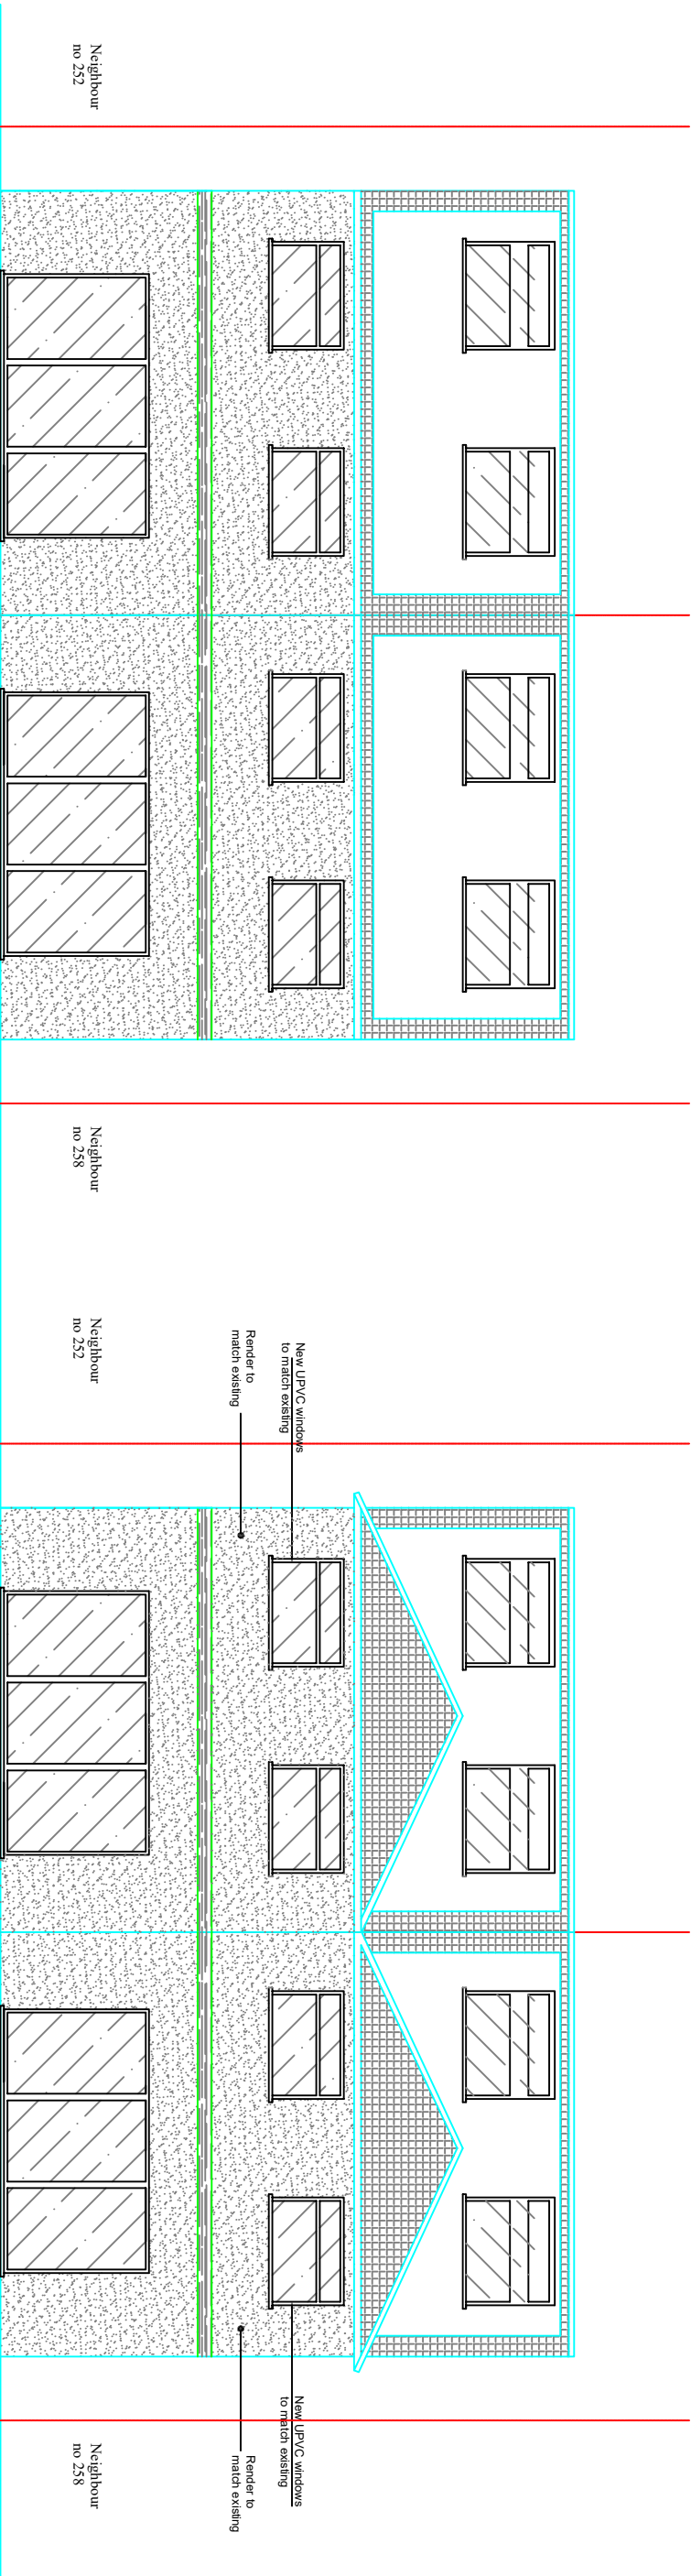 Neighbour
no 252
Neighbour
no 258
Neighbour
no 252
New UPVC windows
to match existing
Render to
match existing
New UPVC windows
to match existing
Render to
match existing
Neighbour
no 258